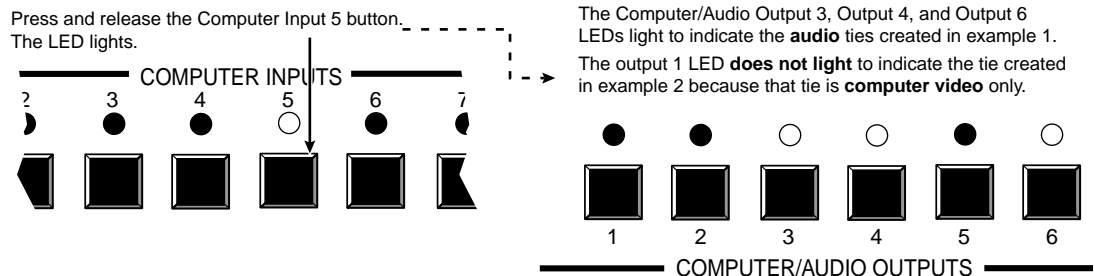 Press and release the Computer Input 5 button.
The LED lights.
COMPUTER INPUTS
2 3 4 5 6 7
The Computer/Audio Output 3, Output 4, and Output 6
LEDs light to indicate the audio ties created in example 1.
The output 1 LED does not light to indicate the tie created
in example 2 because that tie is computer video only.
1 2 3 4 5 6
COMPUTER/AUDIO OUTPUTS